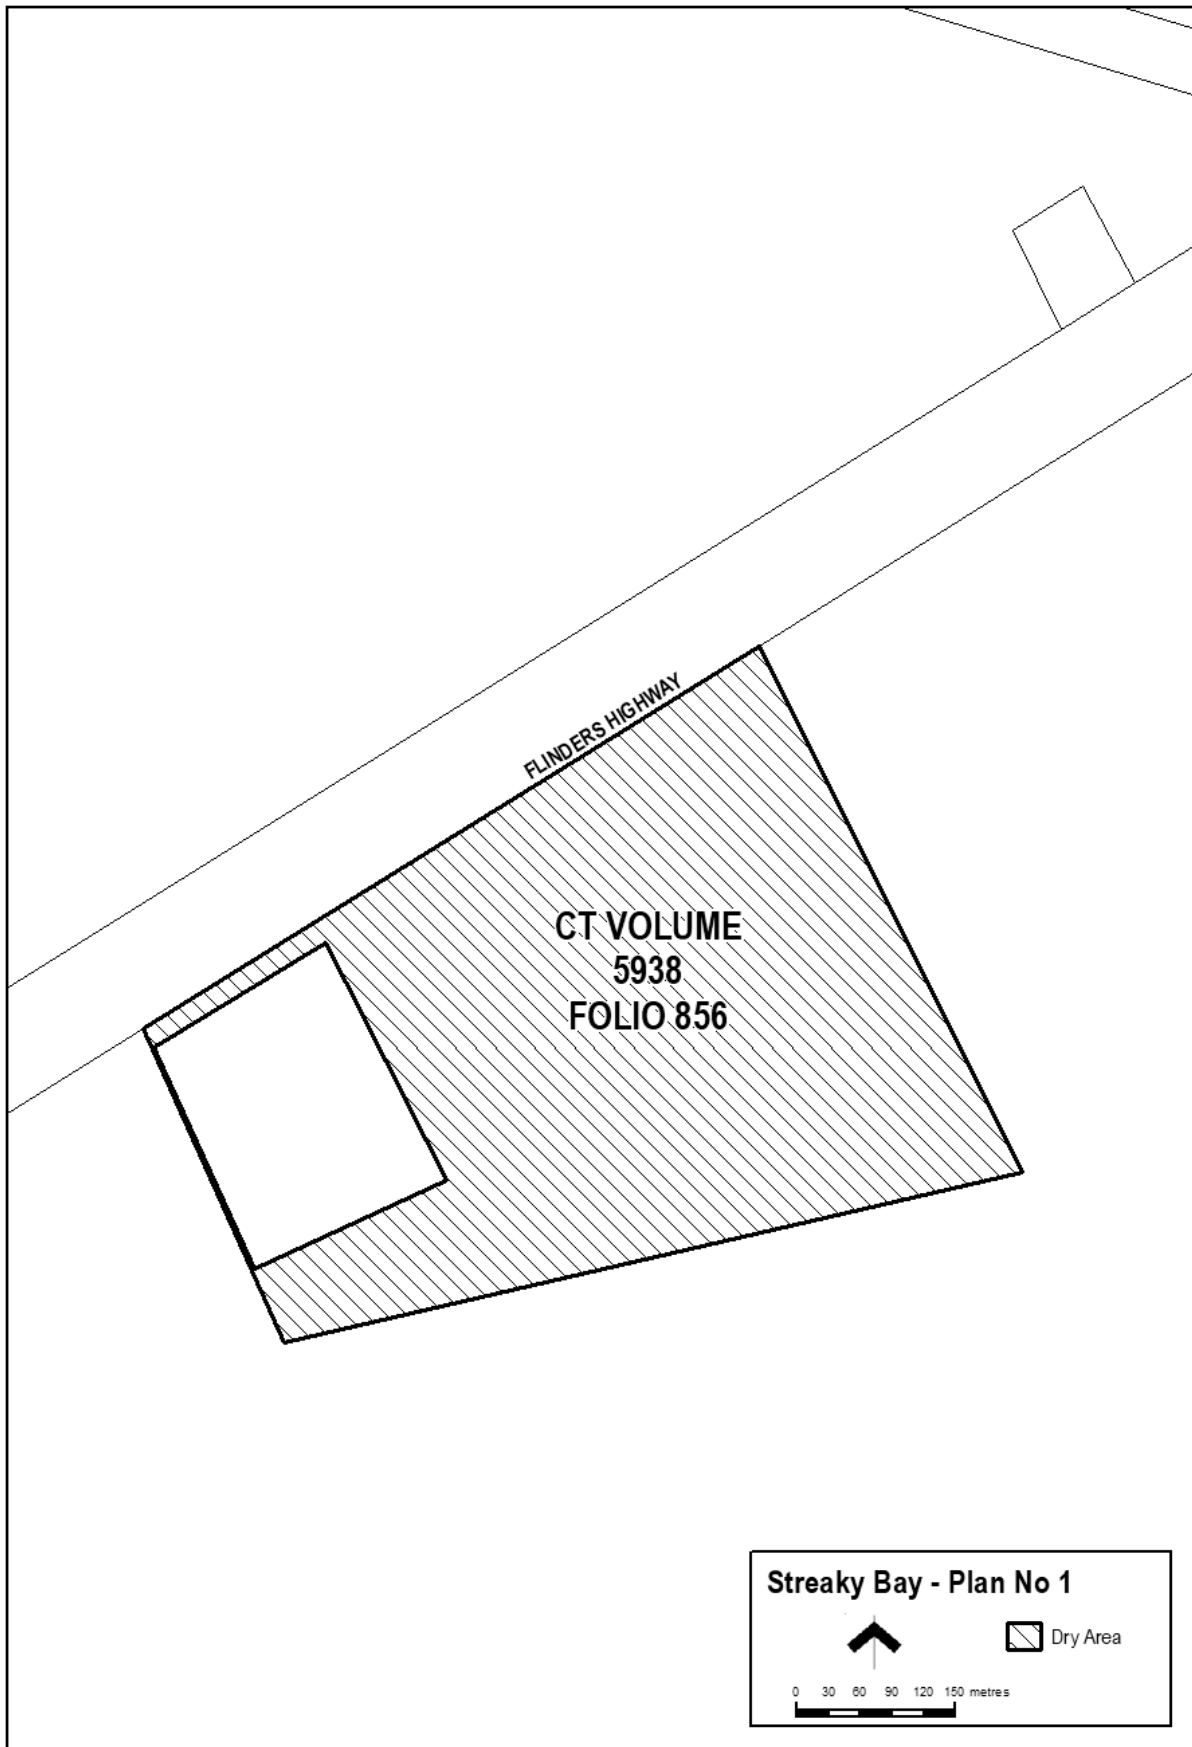 FLINDERS HIGHWAY
CT VOLUME
5938
FOLIO 856
Streaky Bay - Plan No 1
Dry Area
0 30 60 90 120 150 metres